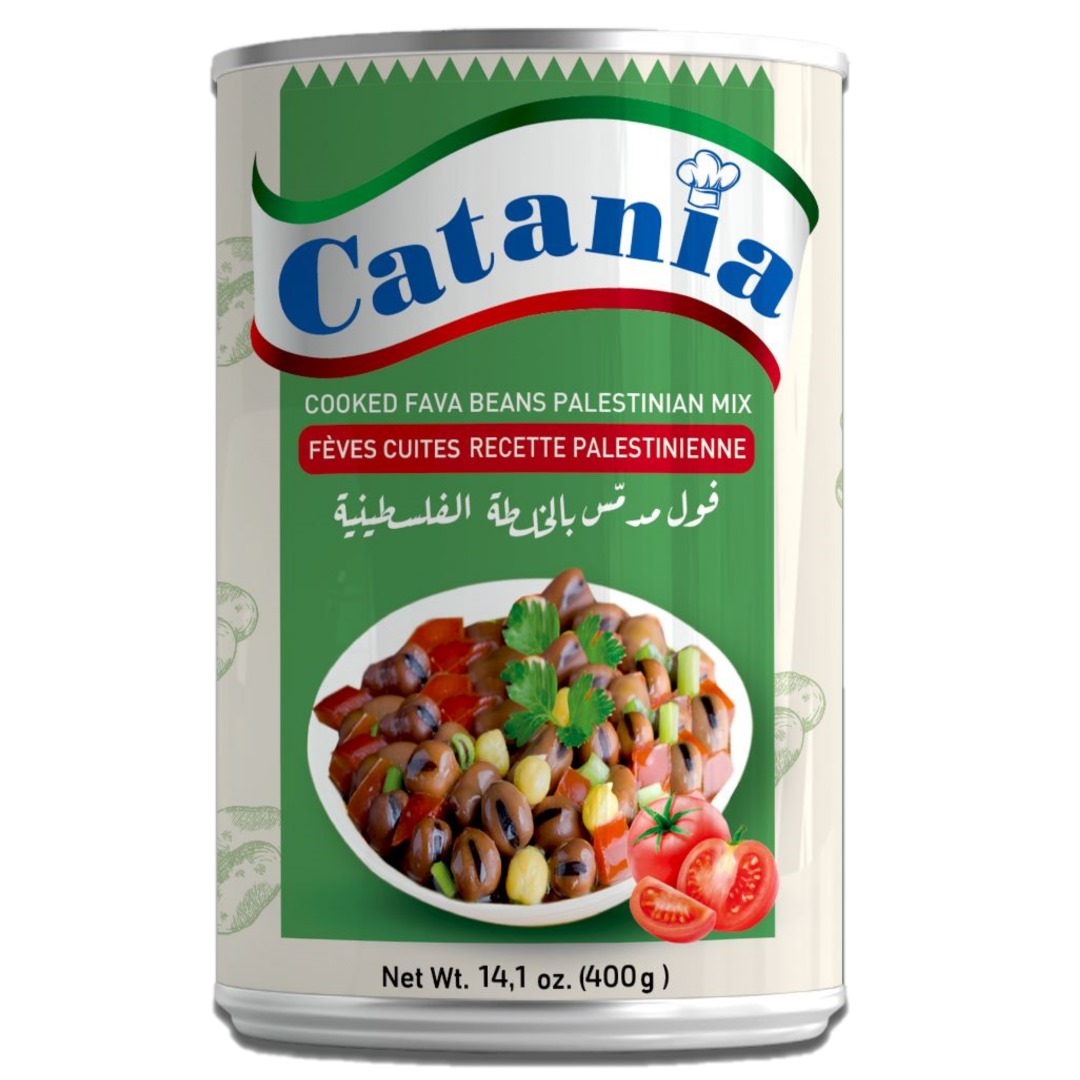 Catania
COOKED FAVA BEANS PALESTINIAN MIX
FÈVES CUITES RECETTE PALESTINIENNE
فول مدمّس بالخلطة الفلسطينية
Net Wt. 14,1 oz. (400g)